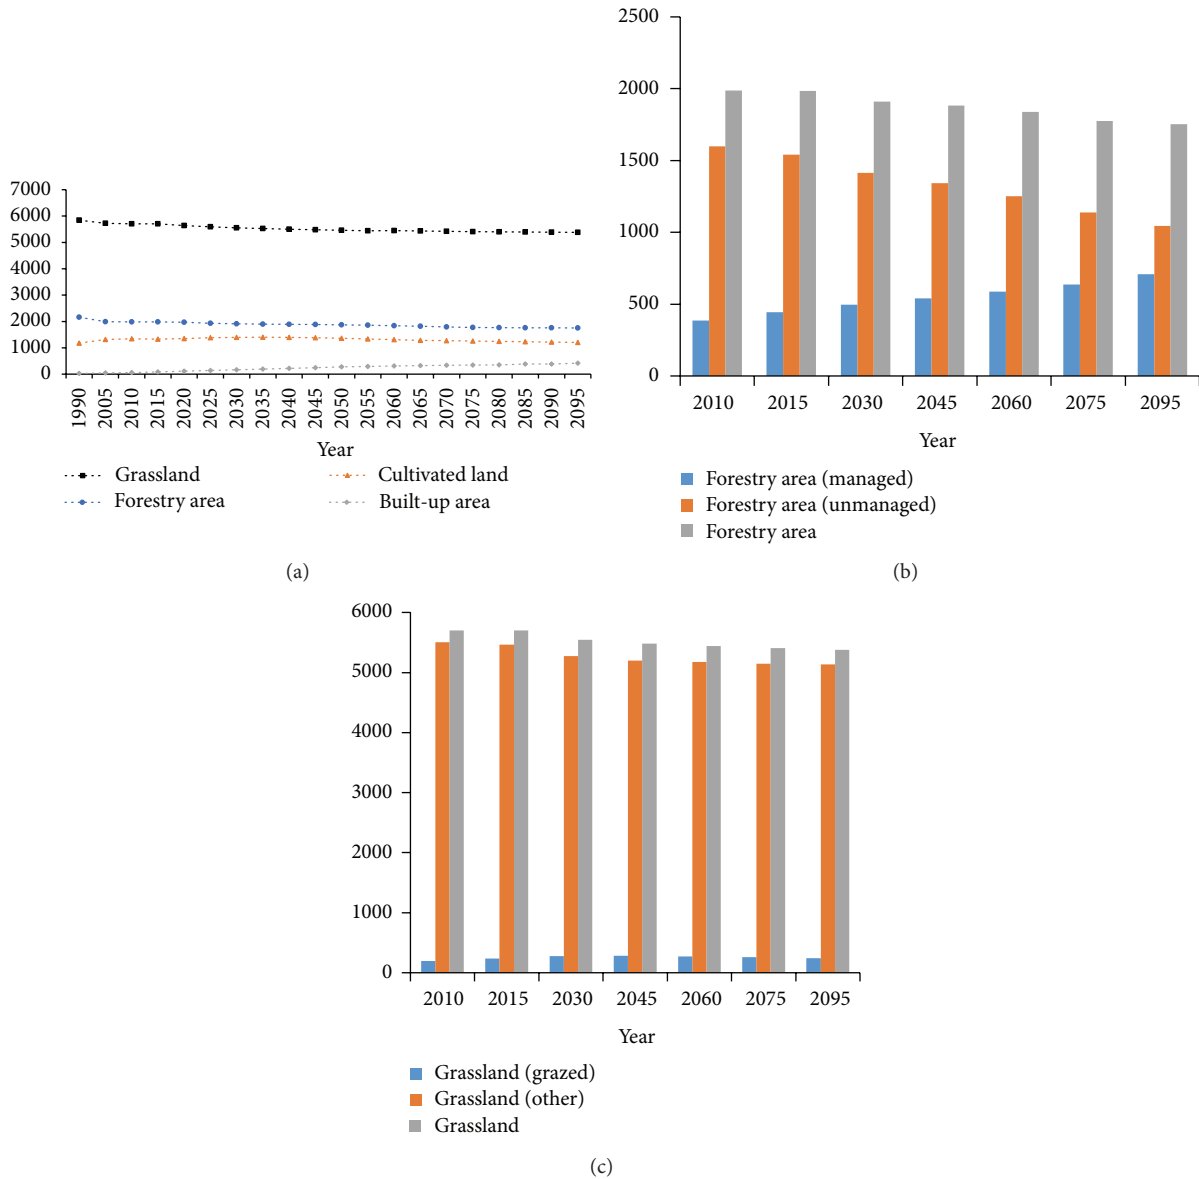 7000
6000
5000
4000
3000
2000
1000
0
1990 2005 2010 2015 2020 2025 2030 2035 2040 2045 2050 2055 2060 2065 2070 2075 2080 2085 2090 2095
Year
Grassland Cultivated land
Forestry area Built-up area
(a)
2500
2000
1500
1000
500
0
2010 2015 2030 2045 2060 2075 2095
Year
Forestry area (managed)
Forestry area (unmanaged)
Forestry area
(b)
6000
5000
4000
3000
2000
1000
0
2010 2015 2030 2045 2060 2075 2095
Year
Grassland (grazed)
Grassland (other)
Grassland
(c)